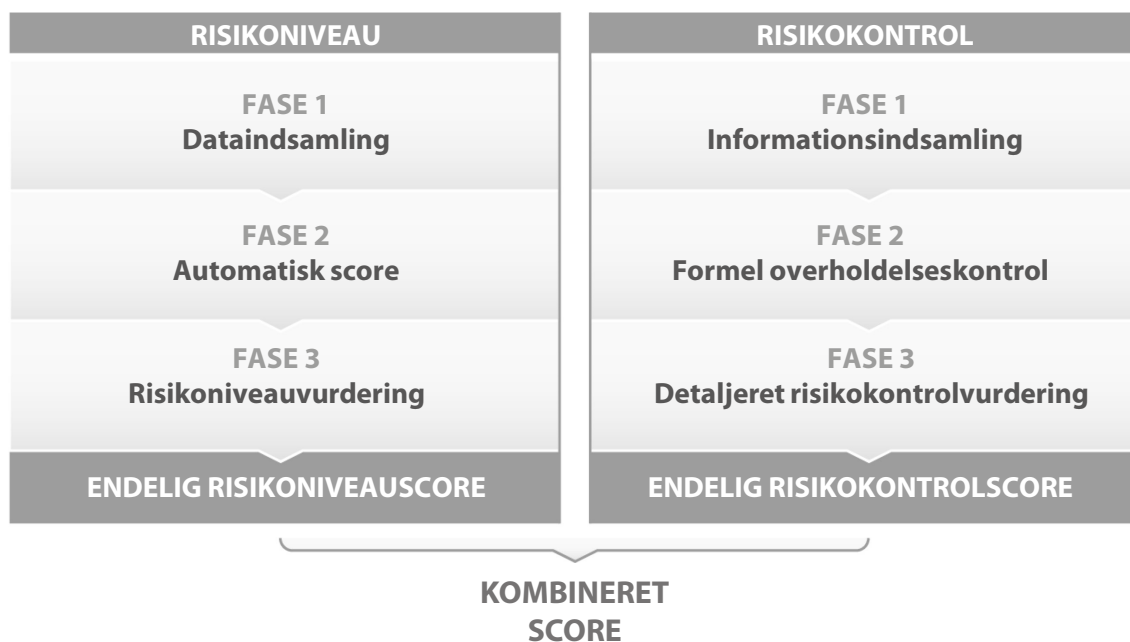 RISIKONIVEAU
FASE 1
Dataindsamling
FASE 2
Automatisk score
FASE 3
Risikoniveauvurdering
ENDELIG RISIKONIVEAUSCORE
RISIKOKONTROL
FASE 1
Informationsindsamling
FASE 2
Formel overholdelseskontrol
FASE 3
Detaljeret risikokontrolvurdering
ENDELIG RISIKOKONTROLSCORE
KOMBINERET
SCORE